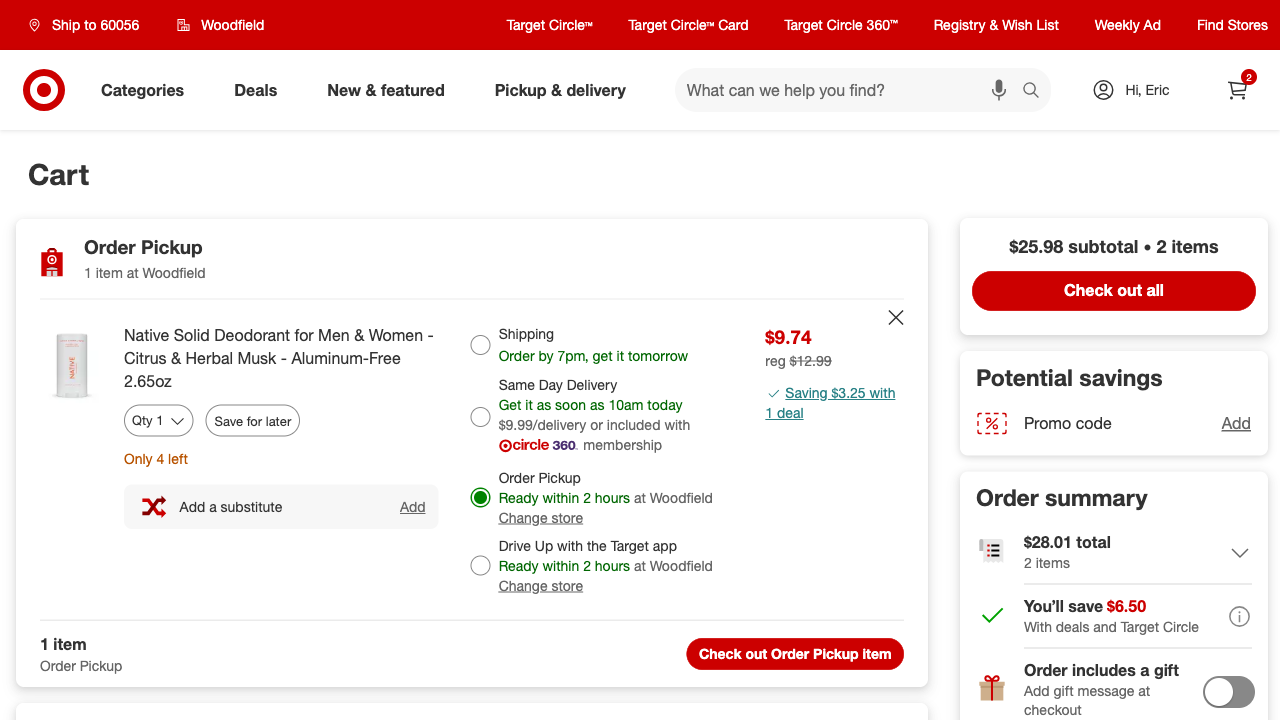 Ship to 60056
Woodfield
Target Circle™
Target Circle™ Card
Target Circle 360™
Registry & Wish List
Weekly Ad
Find Stores
Categories
Deals
New & featured
Pickup & delivery
What can we help you find?
Hi, Eric
2
Cart
Order Pickup
1 item at Woodfield
NATIVE
Native Solid Deodorant for Men & Women -
Citrus & Herbal Musk - Aluminum-Free
2.65oz
Qty 1
Save for later
Only 4 left
Add a substitute
Add
Shipping
Order by 7pm, get it tomorrow
Same Day Delivery
Get it as soon as 10am today
$9.99/delivery or included with
circle 360. membership
Order Pickup
Ready within 2 hours at Woodfield
Change store
Drive Up with the Target app
Ready within 2 hours at Woodfield
Change store
$9.74
reg $12.99
Saving $3.25 with
1 deal
1 item
Order Pickup
Check out Order Pickup item
$25.98 subtotal • 2 items
Check out all
Potential savings
Promo code
Add
Order summary
$28.01 total
2 items
You’ll save $6.50
With deals and Target Circle
Order includes a gift
Add gift message at
checkout